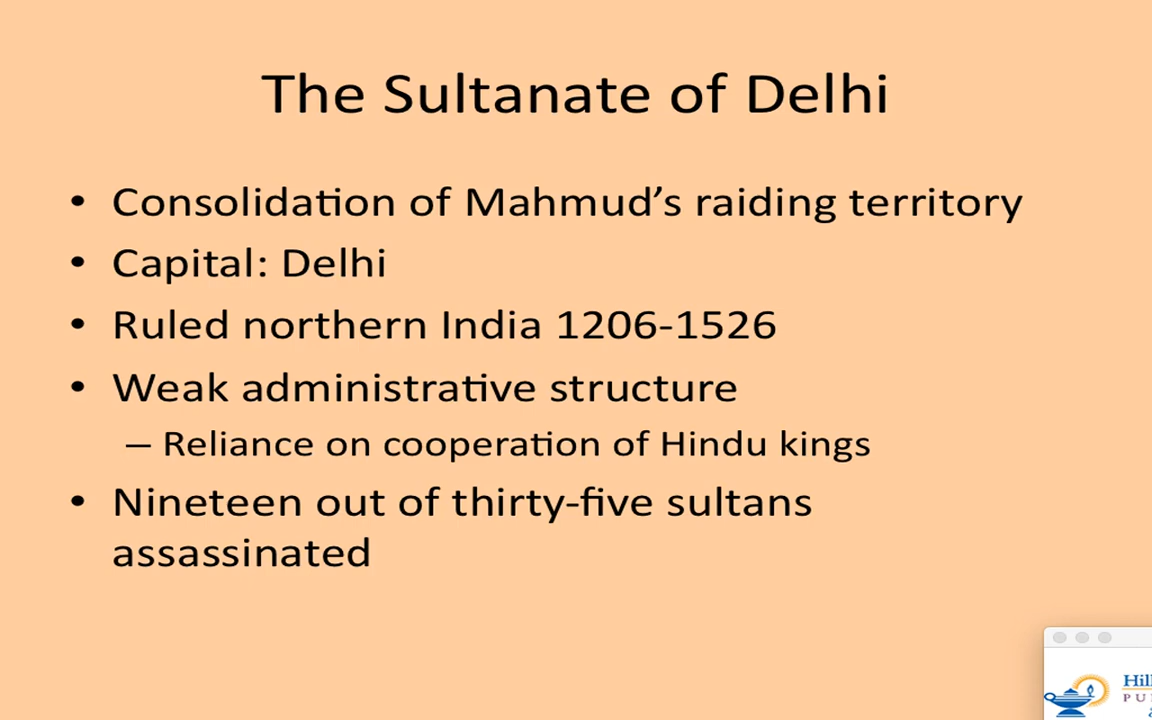 The Sultanate of Delhi
• Consolidation of Mahmud’s raiding territory
• Capital: Delhi
• Ruled northern India 1206-1526
• Weak administrative structure
– Reliance on cooperation of Hindu kings
• Nineteen out of thirty-five sultans
assassinated